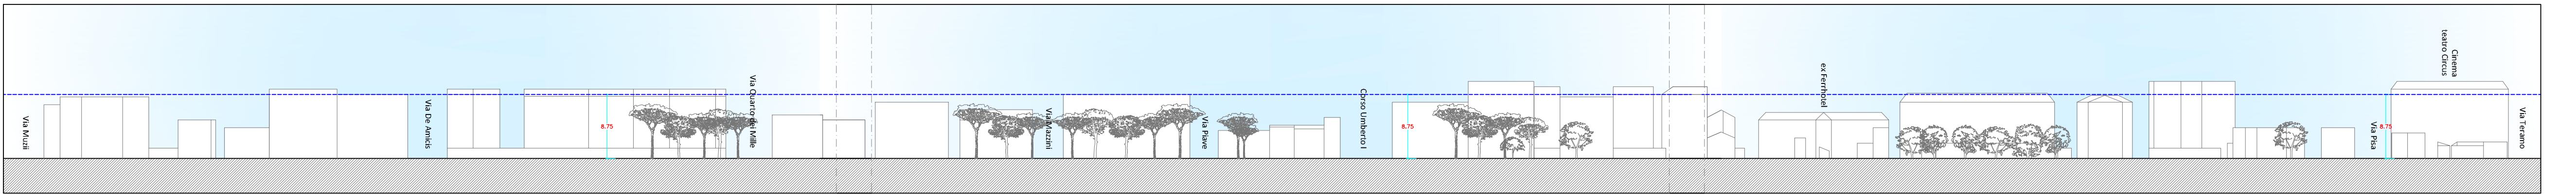 Via Muzii
Via De Amicis
8.75
Via Quarto dei Mille
Via Mazzini
Via Piave
Corso Umberto I
8.75
ex Ferrhotel
Via Pisa
8.75
Cinema
teatro Circus
Via Teramo